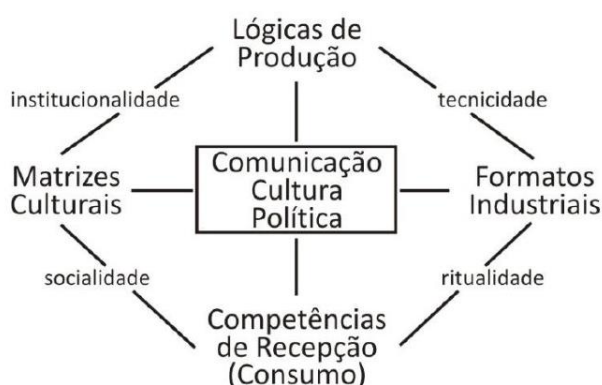 Lógicas de
Produção
institucionalidade
tecnicidade
Matrizes
Culturais
Comunicação
Cultura
Política
Formatos
Industriais
socialidade
ritualidade
Competências
de Recepção
(Consumo)